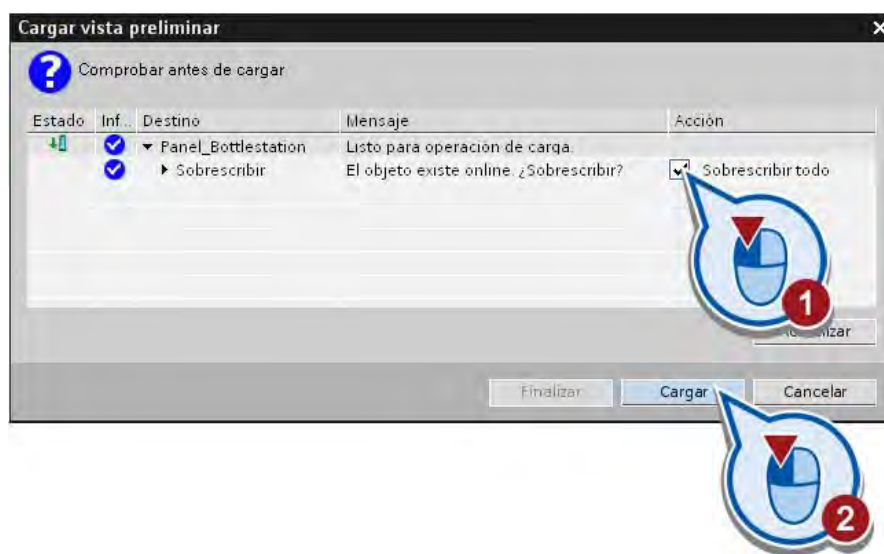 Cargar vista preliminar
Comprobar antes de cargar
Estado Inf... Destino Mensaje Acción
Panel_Bottlestation Listo para operación de carga.
Sobrescribir El objeto existe online. ¿Sobrescribir? Sobrescribir todo
1
Finalizar Cargar Cancelar
2